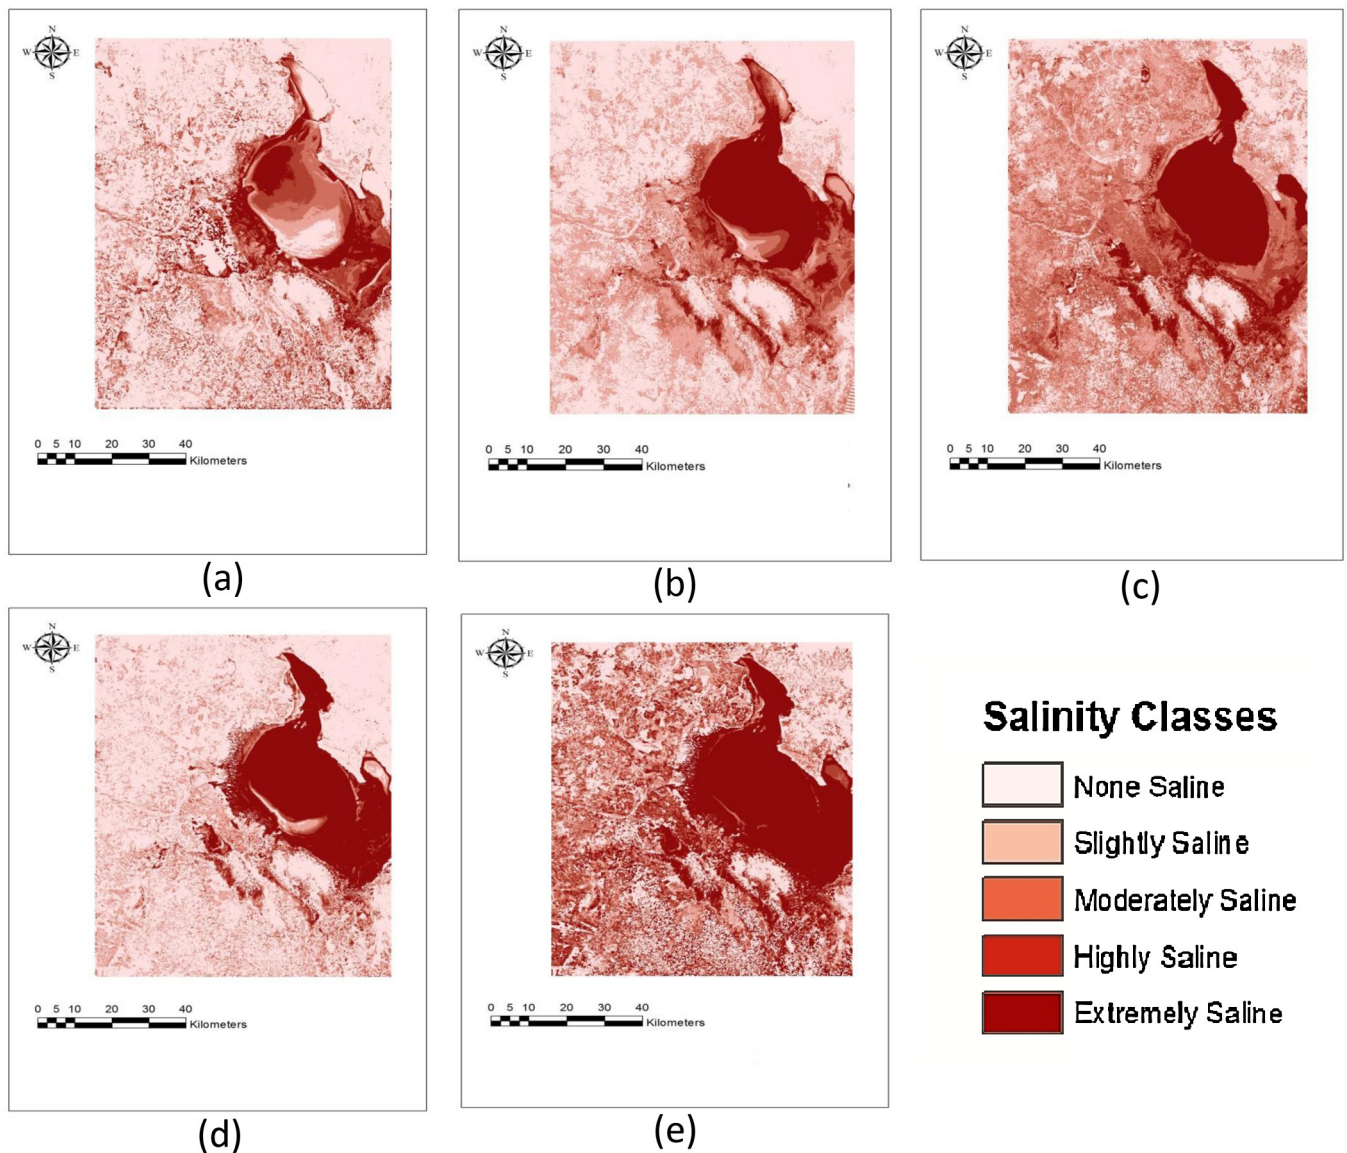 N
W E
S
0 5 10 20 30 40
Kilometers
(a)
N
W E
S
0 5 10 20 30 40
Kilometers
(b)
N
W E
S
0 5 10 20 30 40
Kilometers
(c)
N
W E
S
0 5 10 20 30 40
Kilometers
(d)
N
W E
S
0 5 10 20 30 40
Kilometers
(e)
Salinity Classes
None Saline
Slightly Saline
Moderately Saline
Highly Saline
Extremely Saline